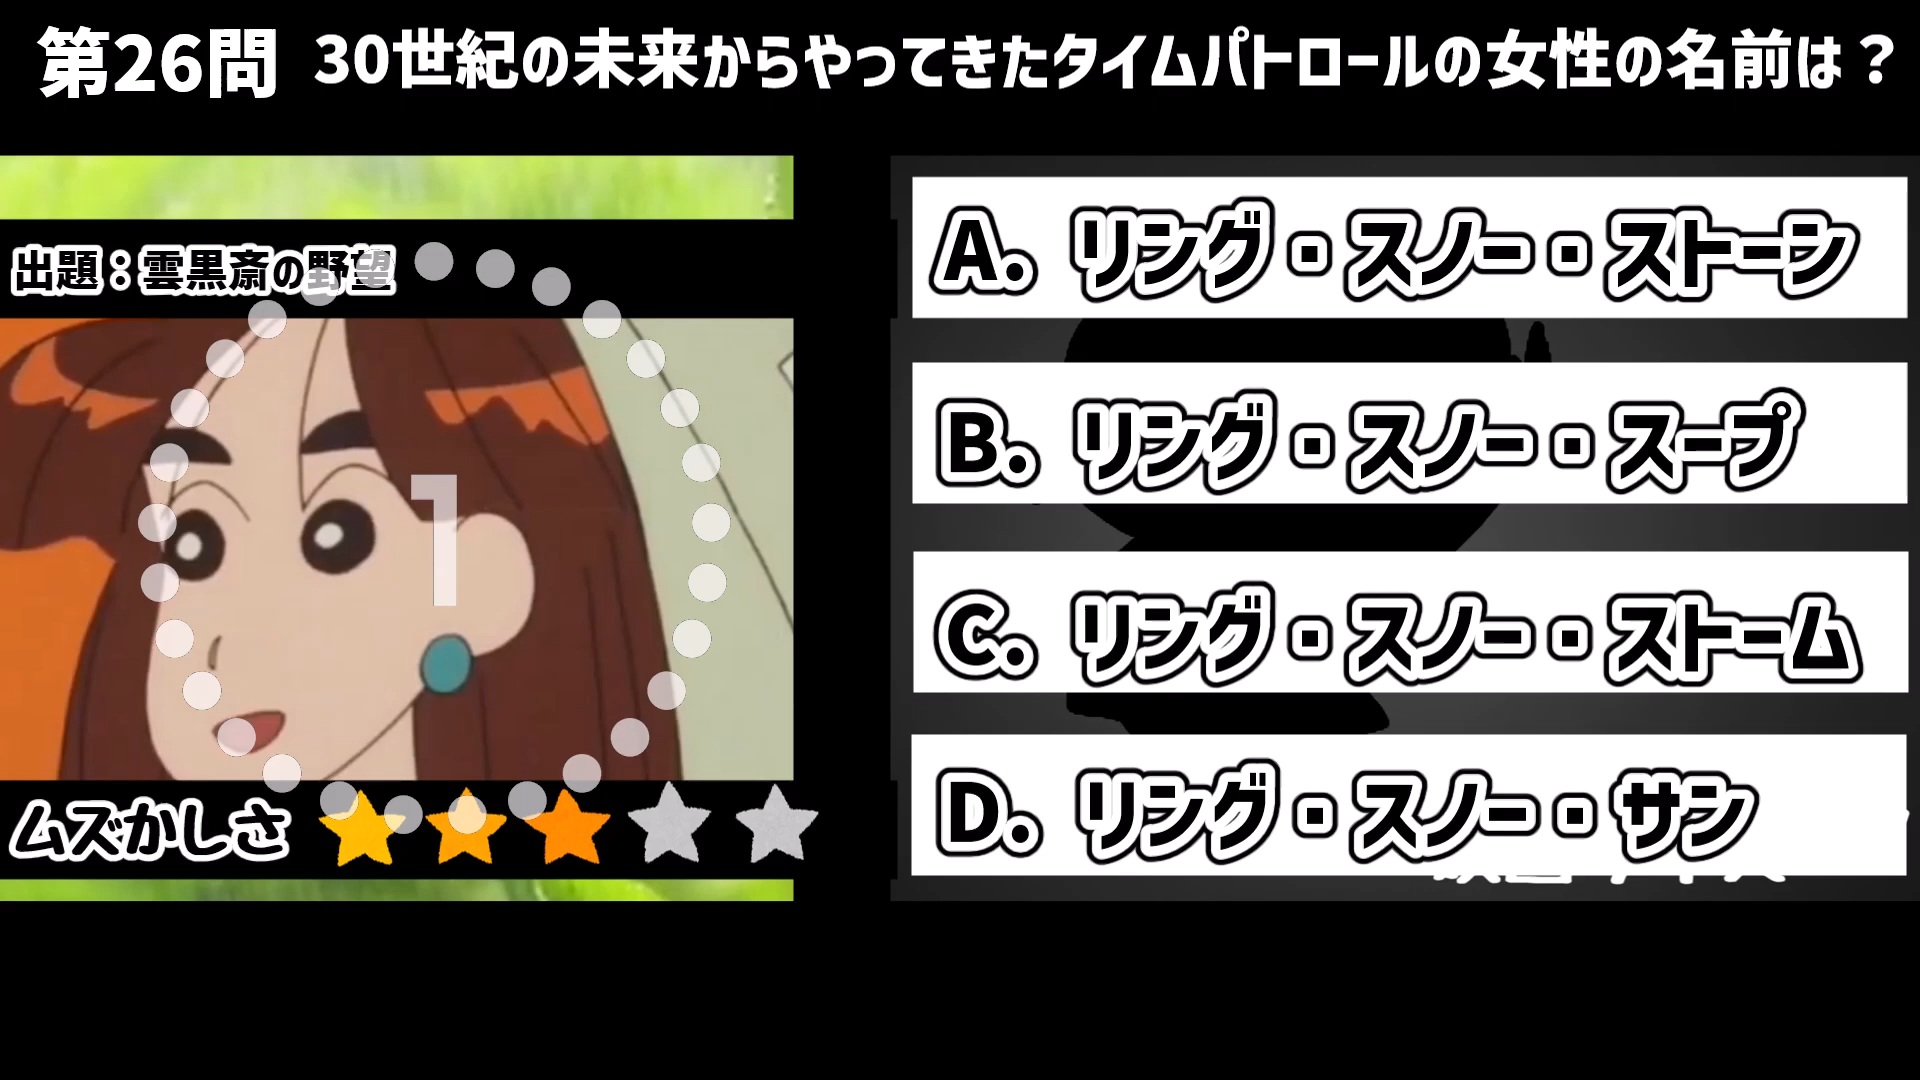 第26問 30世紀の未来からやってきたタイムパトロールの女性の名前は？
出題：雲黒斎の野望
1
ムズかしさ
A. リング・スノー・ストーン
B. リング・スノー・スープ
C. リング・スノー・ストーム
D. リング・スノー・サン